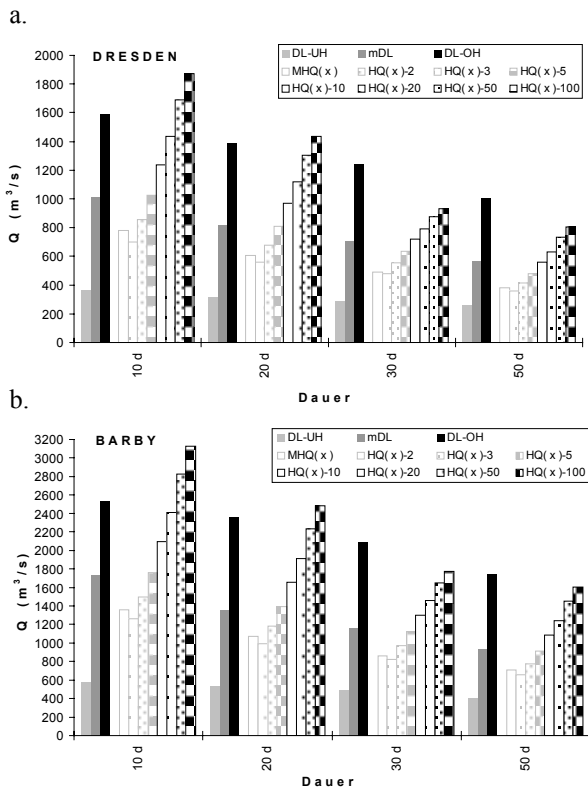 a.
DRESDEN
DL-UH mDL DL-OH
MHQ(x) HQ(x)-2 HQ(x)-3 HQ(x)-5
HQ(x)-10 HQ(x)-20 HQ(x)-50 HQ(x)-100
2000
1800
1600
1400
1200
1000
800
600
400
200
0
Q (m³/s)
10 d 20 d 30 d 50 d
Dauer
b.
BARBY
DL-UH mDL DL-OH
MHQ(x) HQ(x)-2 HQ(x)-3 HQ(x)-5
HQ(x)-10 HQ(x)-20 HQ(x)-50 HQ(x)-100
3200
3000
2800
2600
2400
2200
2000
1800
1600
1400
1200
1000
800
600
400
200
0
Q (m³/s)
10 d 20 d 30 d 50 d
Dauer